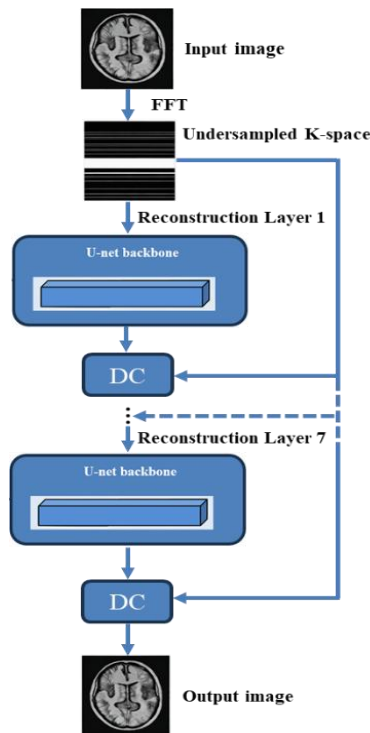 Input image
FFT
Undersampled K-space
Reconstruction Layer 1
U-net backbone
DC
Reconstruction Layer 7
U-net backbone
DC
Output image